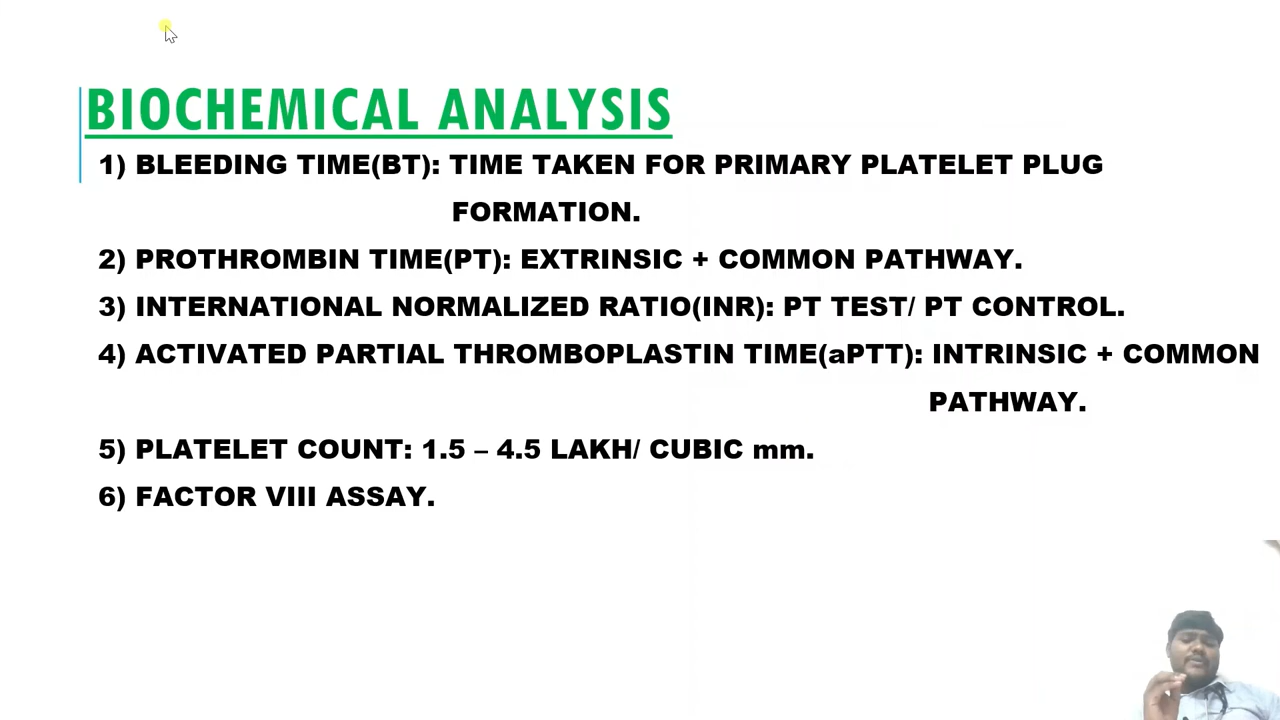 BIOCHEMICAL ANALYSIS
1) BLEEDING TIME(BT): TIME TAKEN FOR PRIMARY PLATELET PLUG
FORMATION.
2) PROTHROMBIN TIME(PT): EXTRINSIC + COMMON PATHWAY.
3) INTERNATIONAL NORMALIZED RATIO(INR): PT TEST/ PT CONTROL.
4) ACTIVATED PARTIAL THROMBOPLASTIN TIME(aPTT): INTRINSIC + COMMON
PATHWAY.
5) PLATELET COUNT: 1.5 – 4.5 LAKH/ CUBIC mm.
6) FACTOR VIII ASSAY.